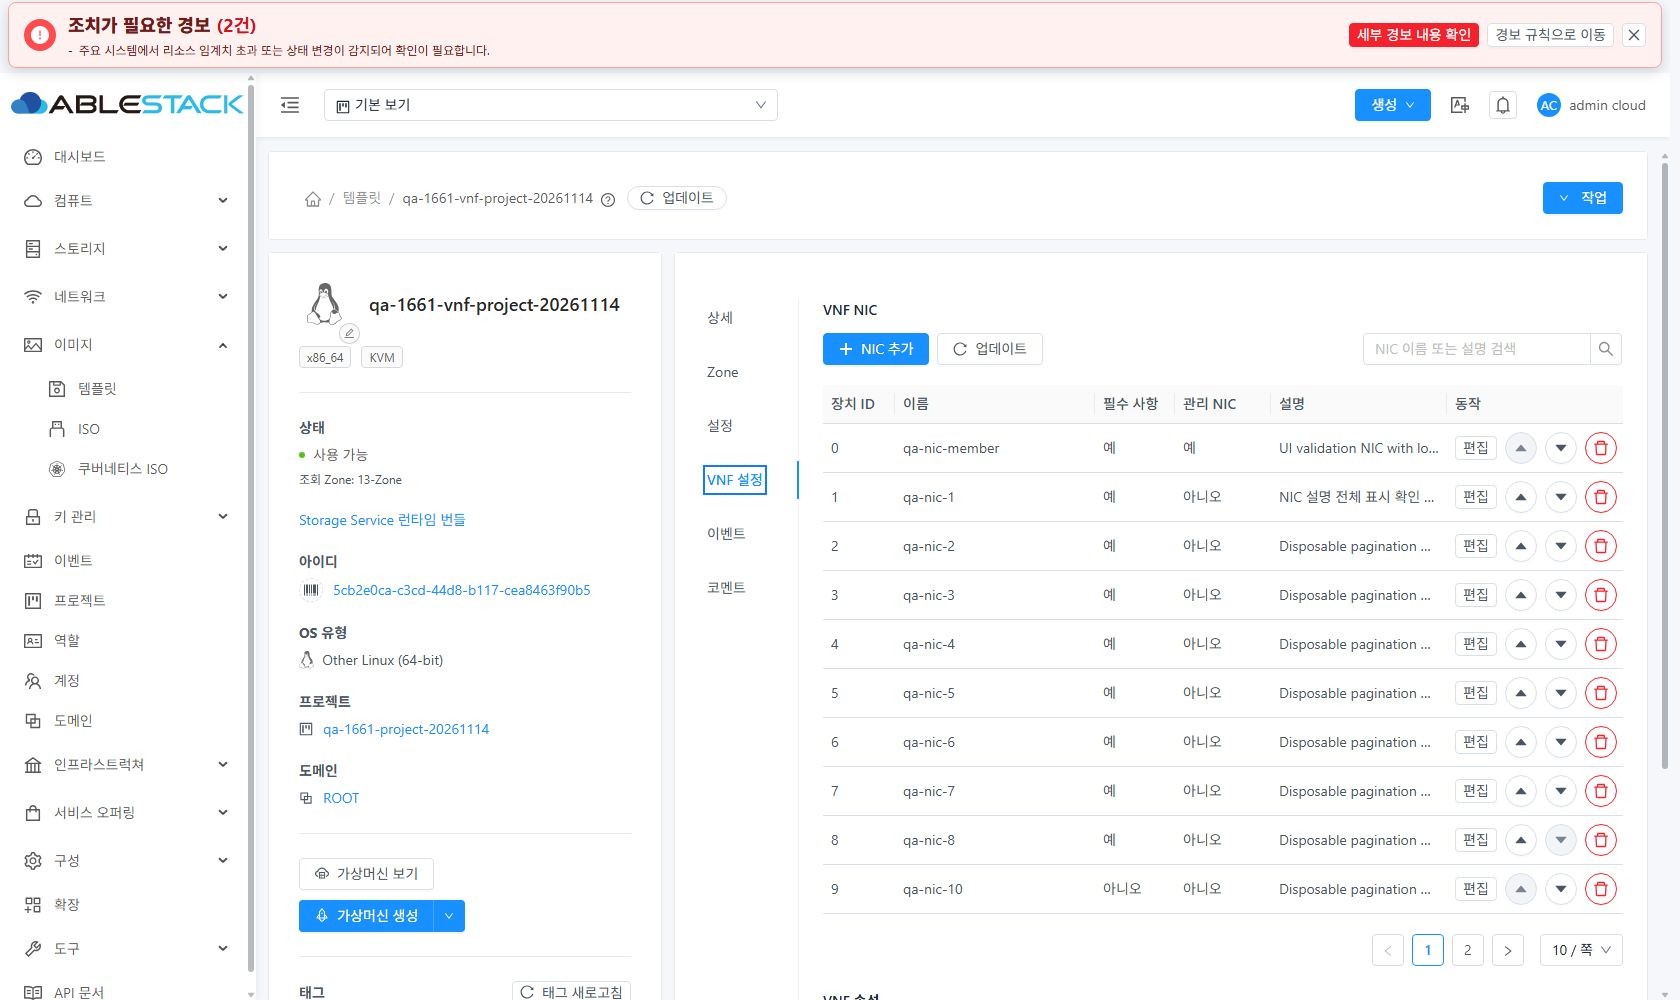 조치가 필요한 경보 (2건)
- 주요 시스템에서 리소스 임계치 초과 또는 상태 변경이 감지되어 확인이 필요합니다.
세부 경보 내용 확인
경보 규칙으로 이동
ABLESTACK
기본 보기
생성
AC admin cloud
대시보드
컴퓨트
스토리지
네트워크
이미지
템플릿
ISO
쿠버네티스 ISO
키 관리
이벤트
프로젝트
역할
계정
도메인
인프라스트럭쳐
서비스 오퍼링
구성
확장
도구
API 문서
/ 템플릿 / qa-1661-vnf-project-20261114
업데이트
작업
qa-1661-vnf-project-20261114
x86_64 KVM
상태
사용 가능
조회 Zone: 13-Zone
Storage Service 런타임 번들
아이디
5cb2e0ca-c3cd-44d8-b117-cea8463f90b5
OS 유형
Other Linux (64-bit)
프로젝트
qa-1661-project-20261114
도메인
ROOT
가상머신 보기
가상머신 생성
태그
태그 새로고침
상세
Zone
설정
VNF 설정
이벤트
코멘트
VNF NIC
NIC 추가
업데이트
NIC 이름 또는 설명 검색
장치 ID 이름 필수 사항 관리 NIC 설명 동작
0 qa-nic-member 예 예 UI validation NIC with lo... 편집
1 qa-nic-1 예 아니오 NIC 설명 전체 표시 확인 ... 편집
2 qa-nic-2 예 아니오 Disposable pagination ... 편집
3 qa-nic-3 예 아니오 Disposable pagination ... 편집
4 qa-nic-4 예 아니오 Disposable pagination ... 편집
5 qa-nic-5 예 아니오 Disposable pagination ... 편집
6 qa-nic-6 예 아니오 Disposable pagination ... 편집
7 qa-nic-7 예 아니오 Disposable pagination ... 편집
8 qa-nic-8 예 아니오 Disposable pagination ... 편집
9 qa-nic-10 아니오 아니오 Disposable pagination ... 편집
< 1 2 > 10 / 쪽
VNF 속성